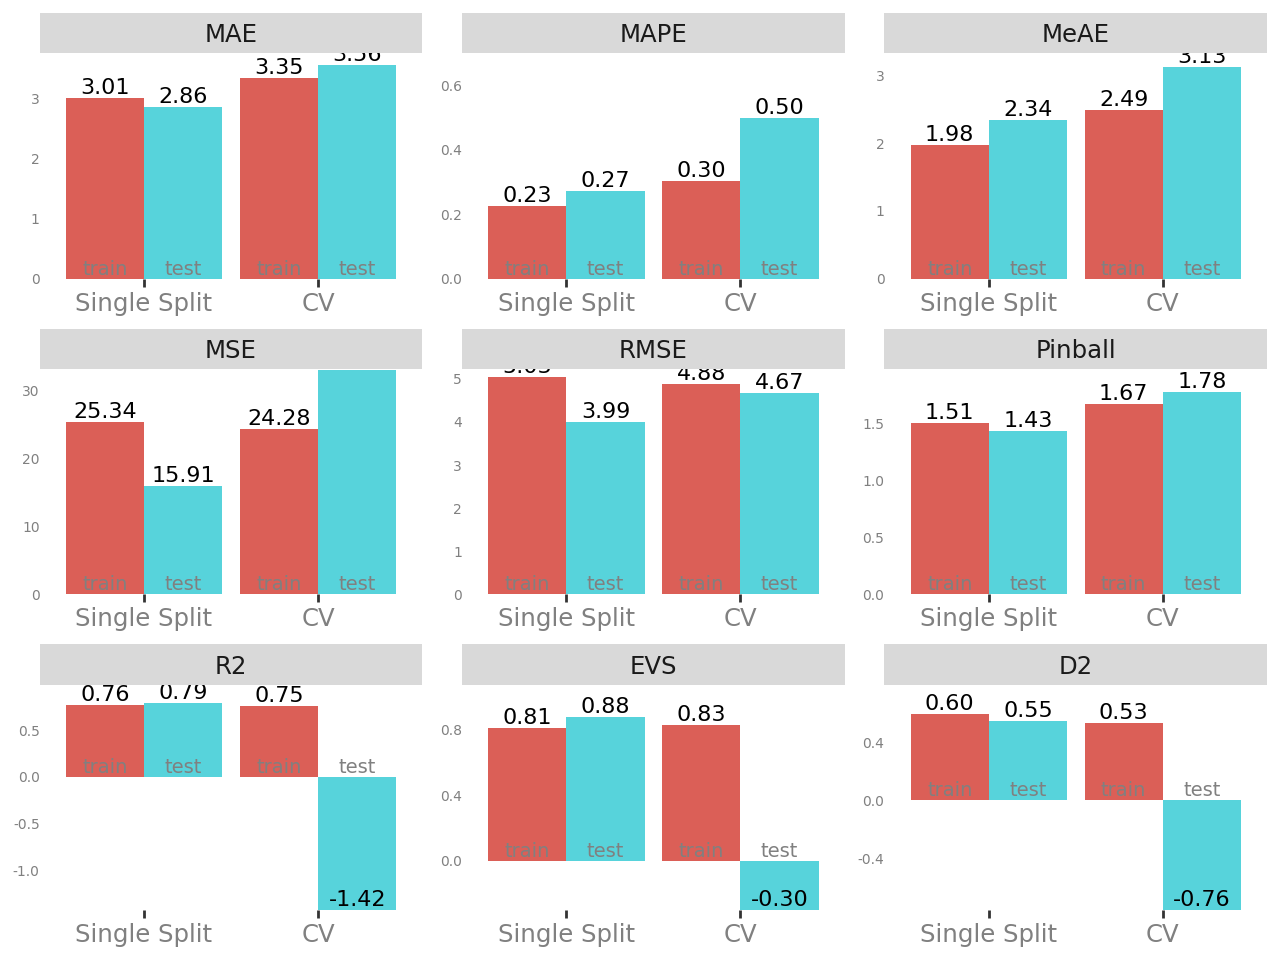 MAE
MAPE
MeAE
3.01
2.86
3.35
3.56
3
2
1
0
train
test
train
test
Single Split
CV
0.23
0.27
0.30
0.50
0.6
0.4
0.2
0.0
train
test
train
test
Single Split
CV
1.98
2.34
2.49
3.13
3
2
1
0
train
test
train
test
Single Split
CV
MSE
RMSE
Pinball
25.34
15.91
24.28
30
20
10
0
train
test
train
test
Single Split
CV
3.99
4.88
4.67
5
4
3
2
1
0
train
test
train
test
Single Split
CV
1.51
1.43
1.67
1.78
1.5
1.0
0.5
0.0
train
test
train
test
Single Split
CV
R2
EVS
D2
0.76
0.79
0.75
-1.42
0.5
0.0
-0.5
-1.0
train
test
train
test
Single Split
CV
0.81
0.88
0.83
-0.30
0.8
0.4
0.0
train
test
train
test
Single Split
CV
0.60
0.55
0.53
-0.76
0.4
0.0
-0.4
train
test
train
test
Single Split
CV